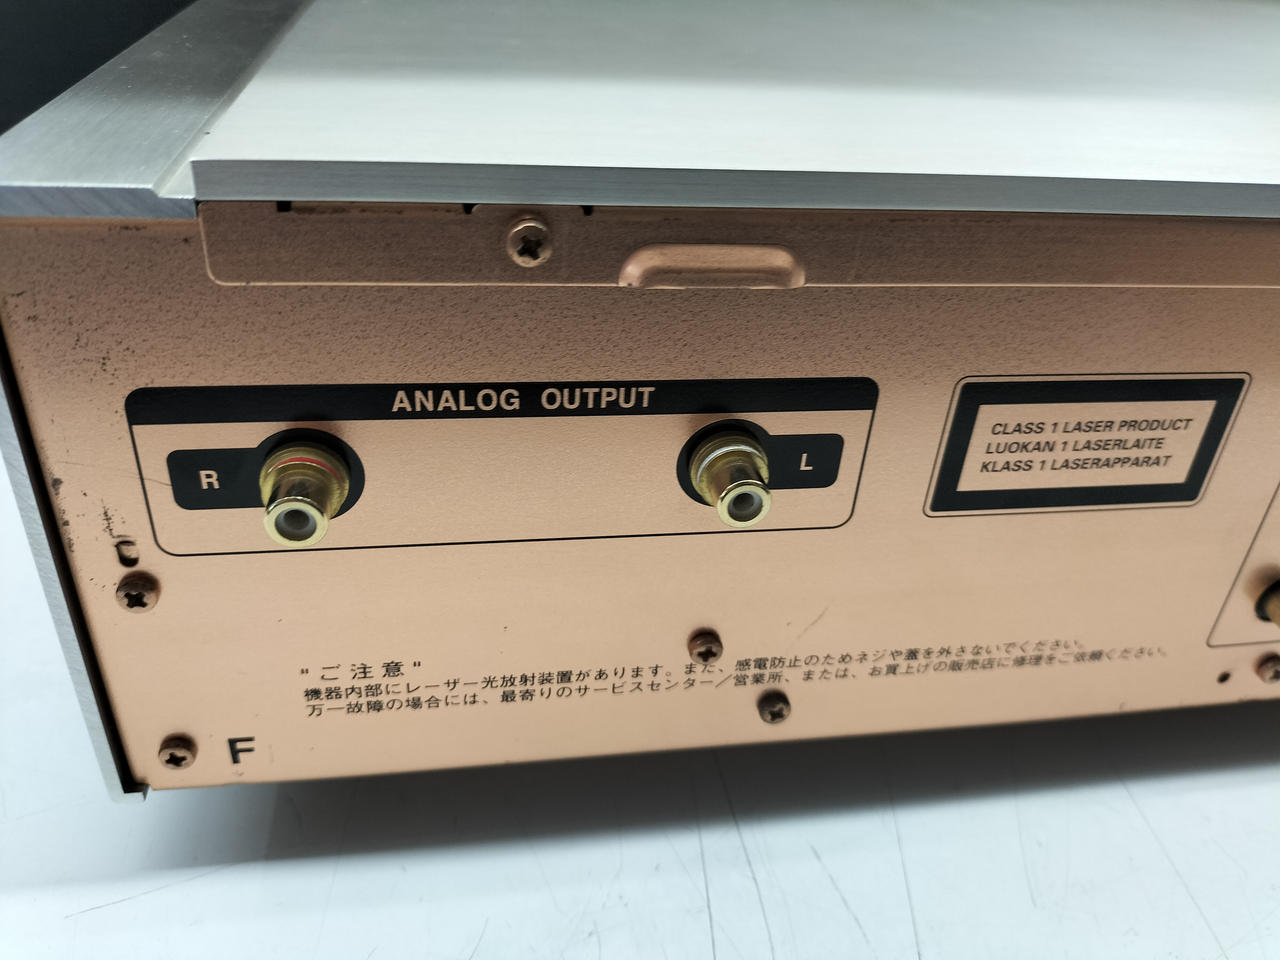 ANALOG OUTPUT
R
L
CLASS 1 LASER PRODUCT
LUOKAN 1 LASERLAITE
KLASS 1 LASERAPPARAT
"ご注意"
機器内部にレーザー光放射装置があります。また、感電防止のためネジや蓋を外さないでください。
万一故障の場合には、最寄りのサービスセンター／営業所、または、お買上げの販売店に修理をご依頼ください。
F